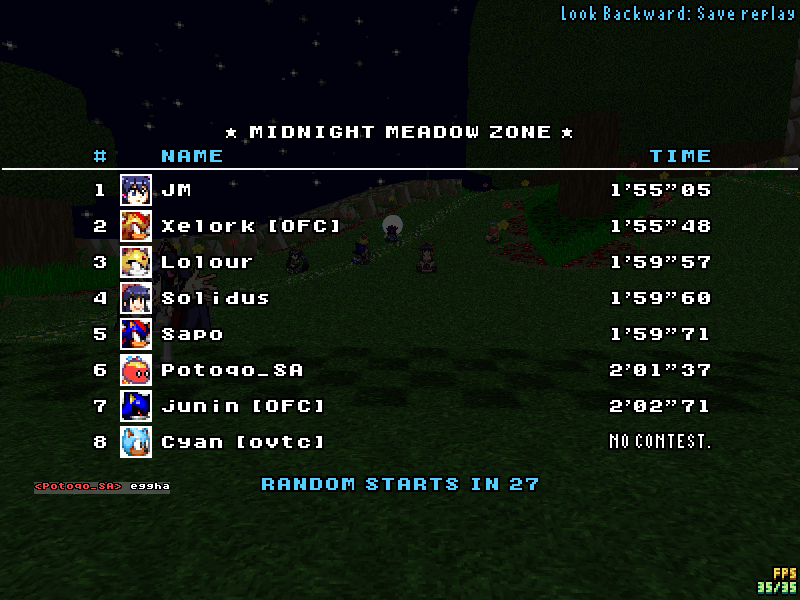 Look Backward: Save replay
★ MIDNIGHT MEADOW ZONE ★
# NAME TIME
1 JM 1'55"05
2 Xelork [OFC] 1'55"48
3 Lolour 1'59"57
4 Solidus 1'59"60
5 Sapo 1'59"71
6 Potoqo_SA 2'01"37
7 Junin [OFC] 2'02"71
8 Cyan [ovtc] NO CONTEST.
<Potoqo_SA> eggha
RANDOM STARTS IN 27
FPS
35/35